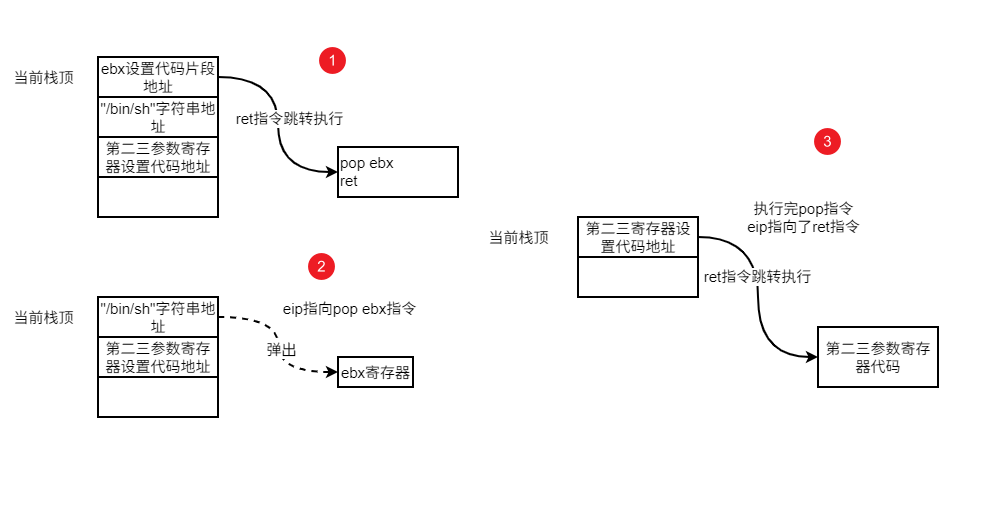 1
当前栈顶
ebx设置代码片段
地址
"/bin/sh"字符串地
址
第二三参数寄存
器设置代码地址
ret指令跳转执行
pop ebx
ret
2
当前栈顶
"/bin/sh"字符串地
址
第二三参数寄存
器设置代码地址
eip指向pop ebx指令
弹出
ebx寄存器
3
执行完pop指令
eip指向了ret指令
当前栈顶
第二三寄存器设
置代码地址
ret指令跳转执行
第二三参数寄存
器代码